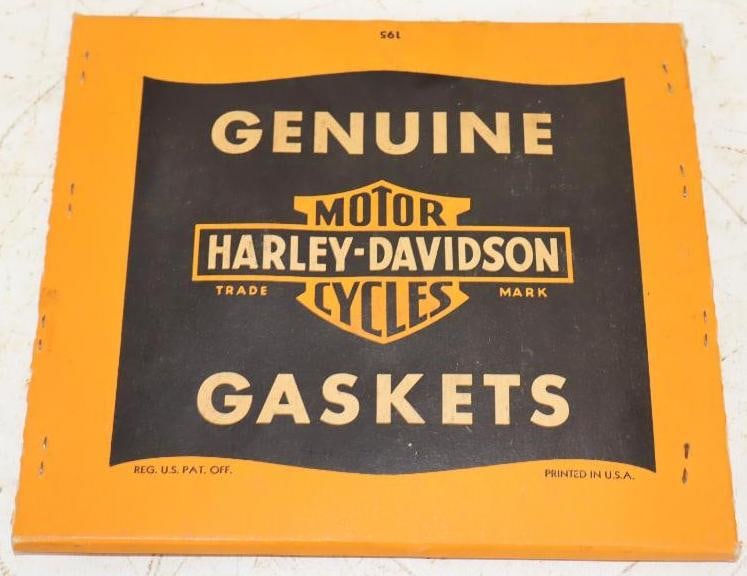 195
GENUINE
MOTOR
HARLEY-DAVIDSON
TRADE MARK
CYCLES
GASKETS
REG. U.S. PAT. OFF.
PRINTED IN U.S.A.